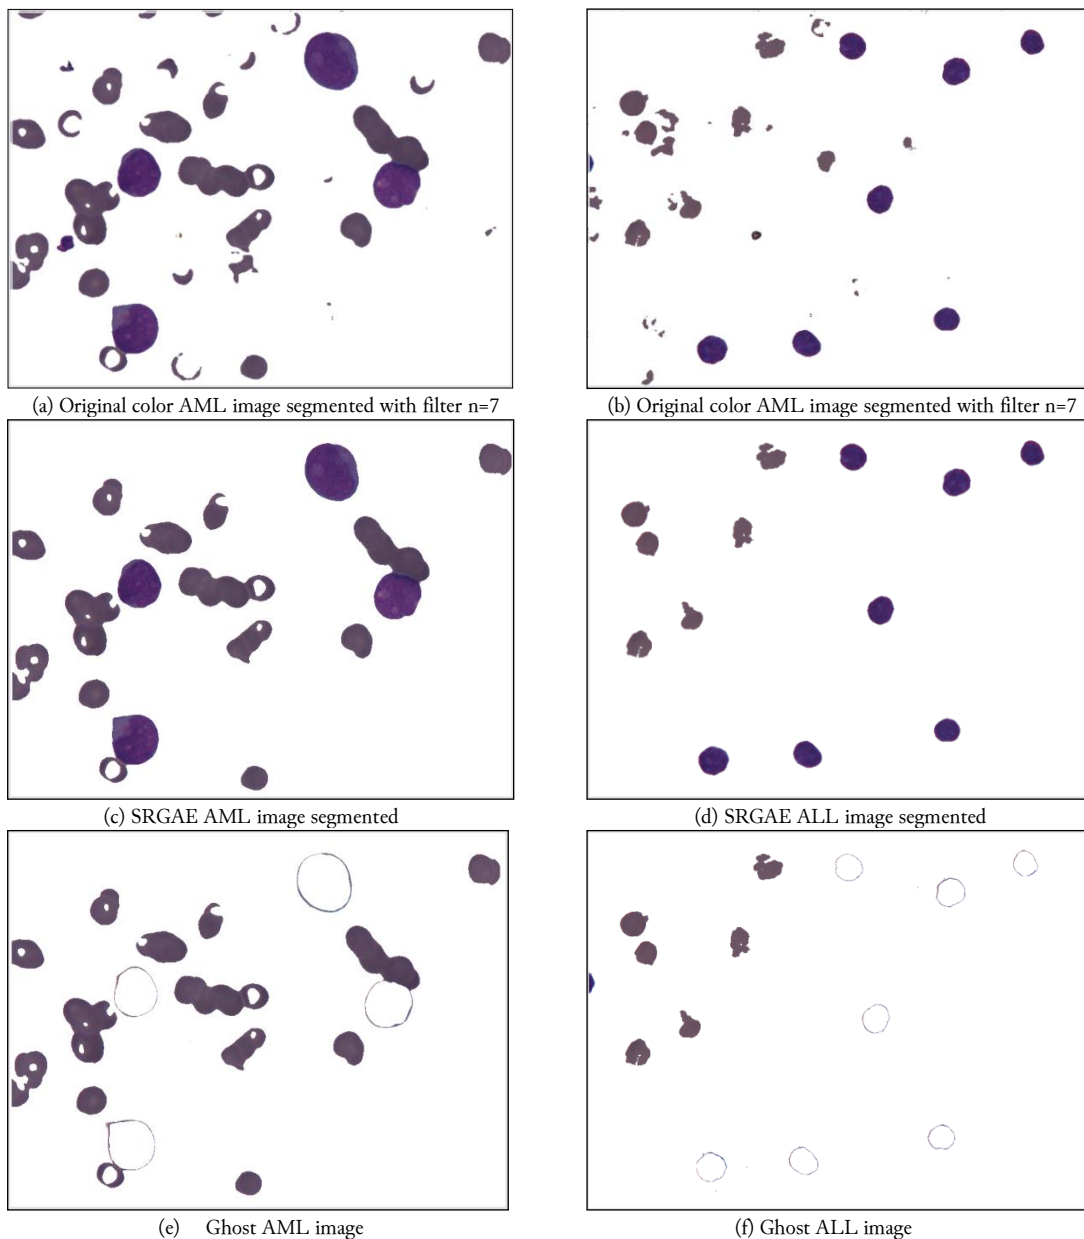 (a) Original color AML image segmented with filter n=7
(b) Original color AML image segmented with filter n=7
(c) SRGAE AML image segmented
(d) SRGAE ALL image segmented
(e) Ghost AML image
(f) Ghost ALL image